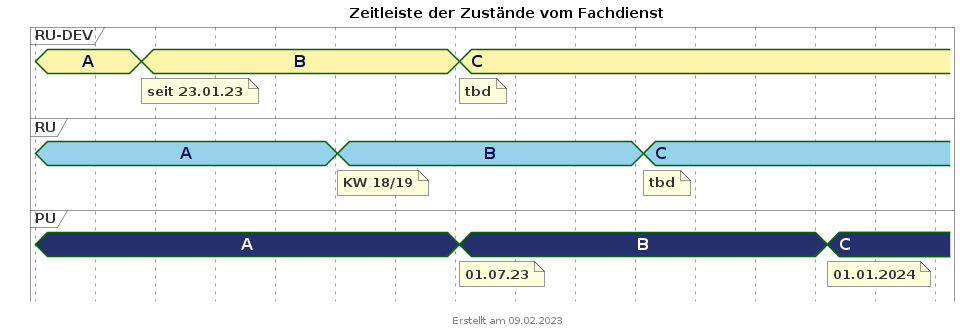 Zeitleiste der Zustände vom Fachdienst
RU-DEV
A B C
seit 23.01.23 tbd
RU
A B C
KW 18/19 tbd
PU
A B C
01.07.23 01.01.2024
Erstellt am 09.02.2023